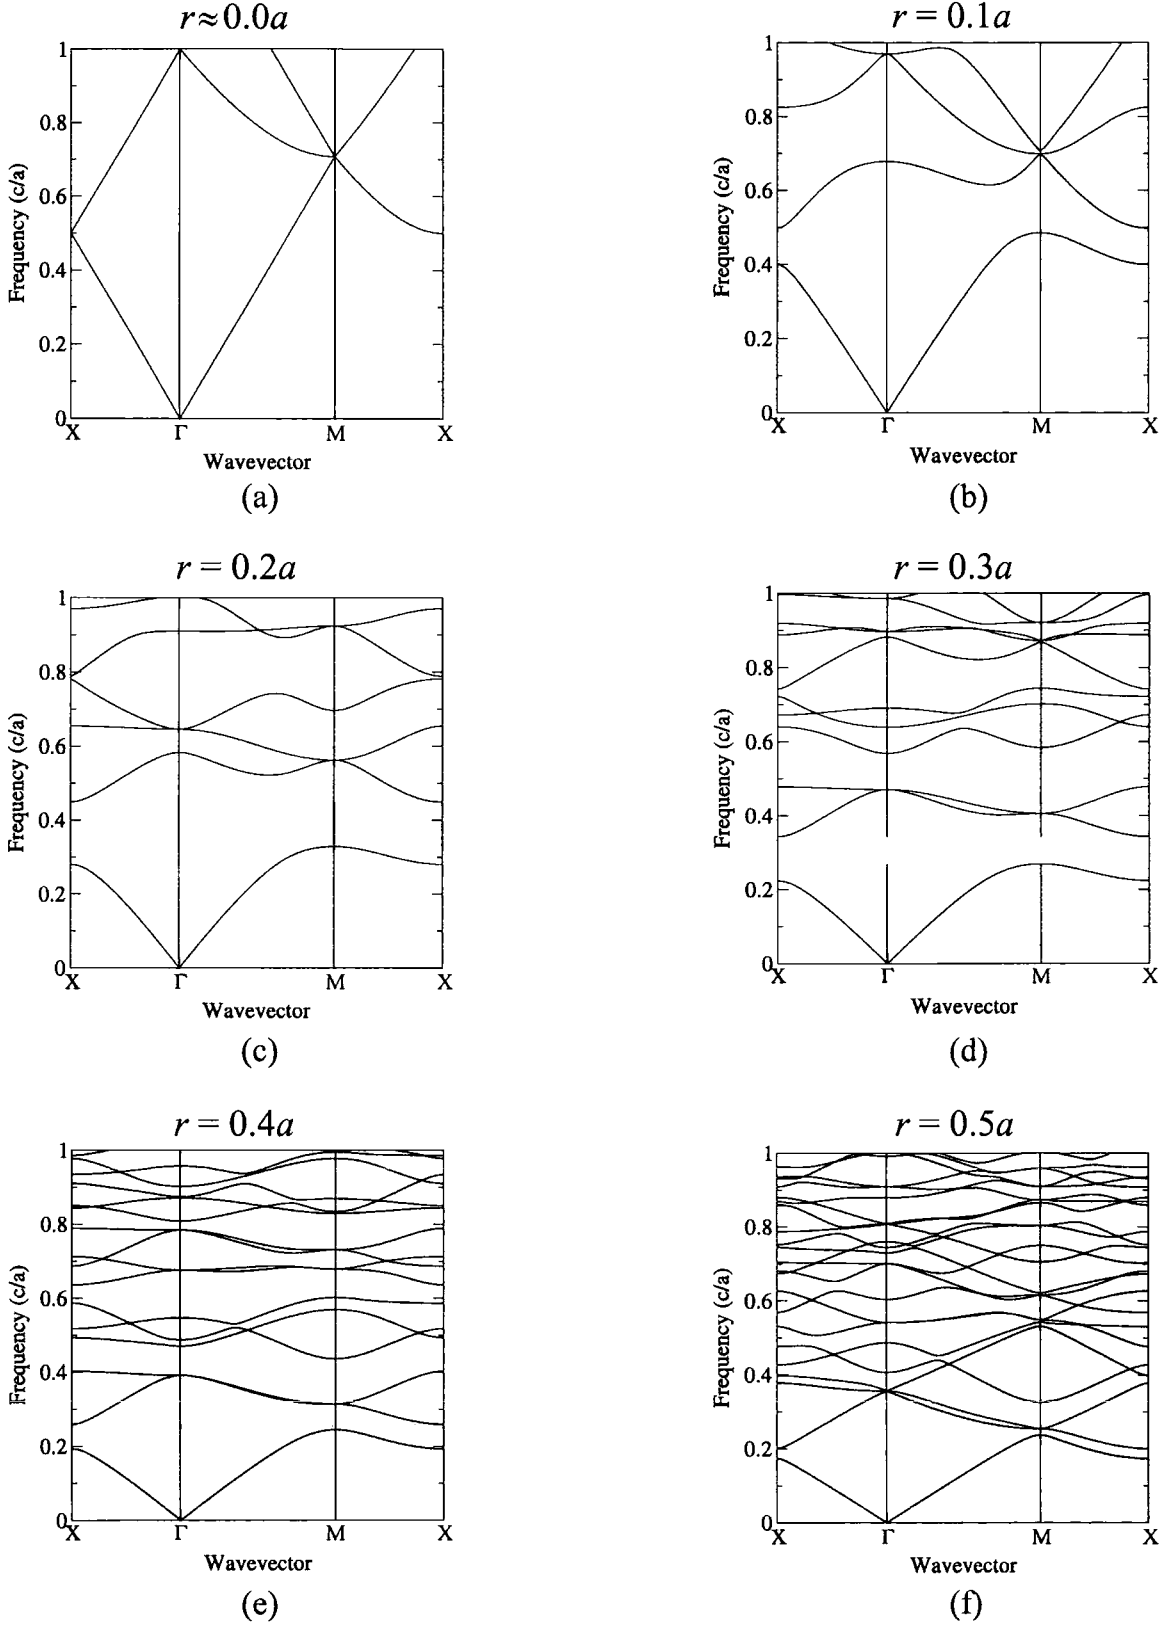 r≈0.0a
1
0.8
0.6
0.4
0.2
0
Frequency (c/a)
X Γ M X
Wavevector
(a)
r = 0.1a
1
0.8
0.6
0.4
0.2
0
Frequency (c/a)
X Γ M X
Wavevector
(b)
r = 0.2a
1
0.8
0.6
0.4
0.2
0
Frequency (c/a)
X Γ M X
Wavevector
(c)
r = 0.3a
1
0.8
0.6
0.4
0.2
0
Frequency (c/a)
X Γ M X
Wavevector
(d)
r = 0.4a
1
0.8
0.6
0.4
0.2
0
Frequency (c/a)
X Γ M X
Wavevector
(e)
r = 0.5a
1
0.8
0.6
0.4
0.2
0
Frequency (c/a)
X Γ M X
Wavevector
(f)